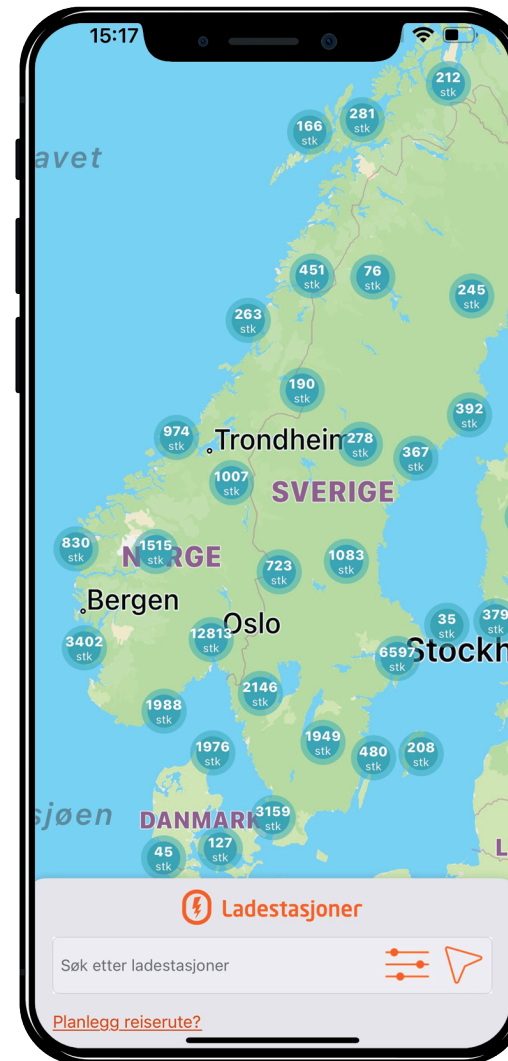 15:17
212
stk
281
stk
166
stk
avet
451
stk
76
stk
245
stk
263
stk
190
stk
392
stk
974
stk
Trondheim
278
stk
367
stk
1007
stk
SVERIGE
830
stk
1515
stk
NORGE
723
stk
1083
stk
Bergen
35
stk
379
stk
Oslo
12813
stk
3402
stk
6597
stk
Stockh
2146
stk
1988
stk
1949
stk
1976
stk
480
stk
208
stk
sjøen
DANMARK
3159
stk
127
stk
45
stk
L
Ladestasjoner
Søk etter ladestasjoner
Planlegg reiserute?